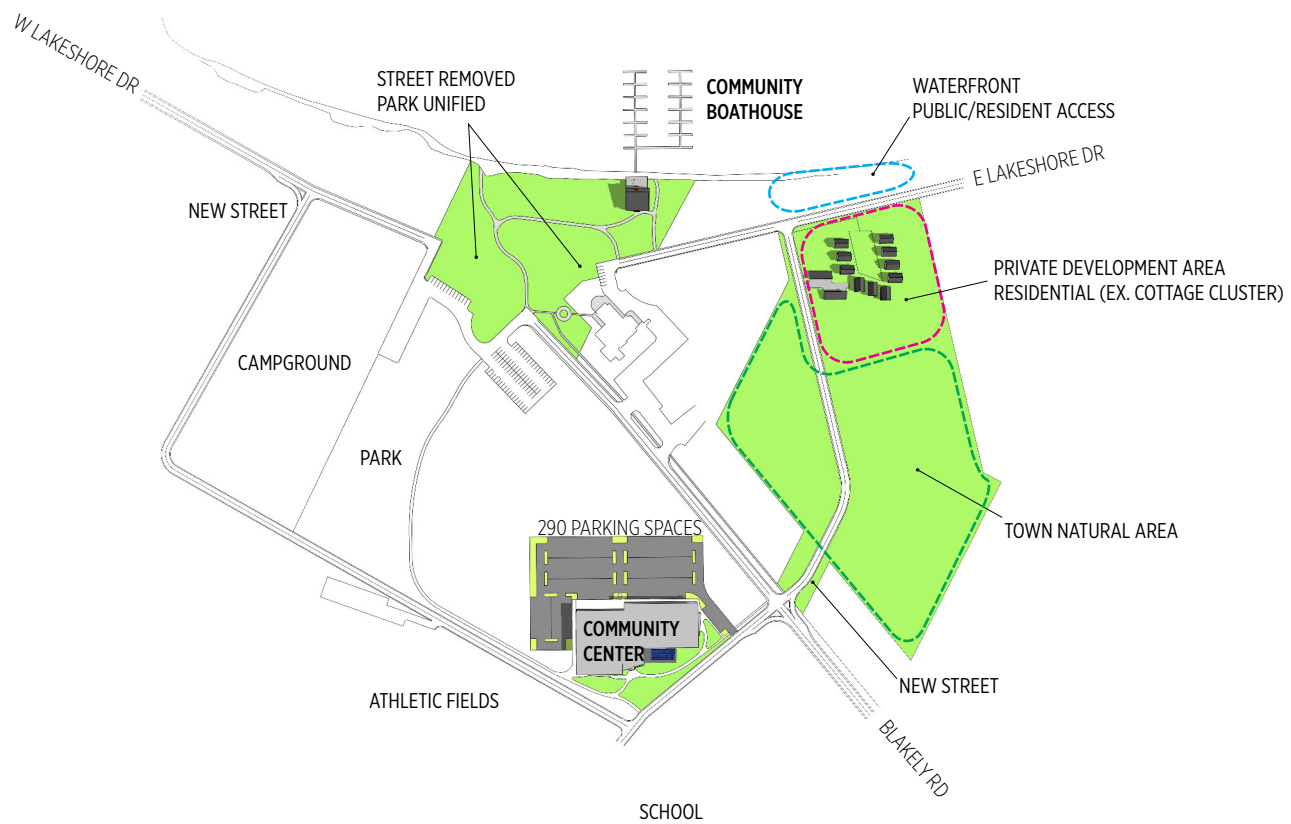 W LAKESHORE DR
STREET REMOVED
PARK UNIFIED
COMMUNITY
BOATHOUSE
WATERFRONT
PUBLIC/RESIDENT ACCESS
E LAKESHORE DR
NEW STREET
PRIVATE DEVELOPMENT AREA
RESIDENTIAL (EX. COTTAGE CLUSTER)
CAMPGROUND
PARK
290 PARKING SPACES
TOWN NATURAL AREA
COMMUNITY
CENTER
NEW STREET
ATHLETIC FIELDS
BLAKELY RD
SCHOOL